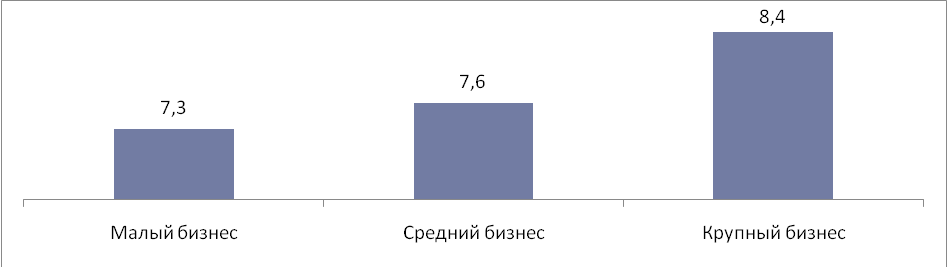 8,4
7,6
7,3
Малый бизнес
Средний бизнес
Крупный бизнес